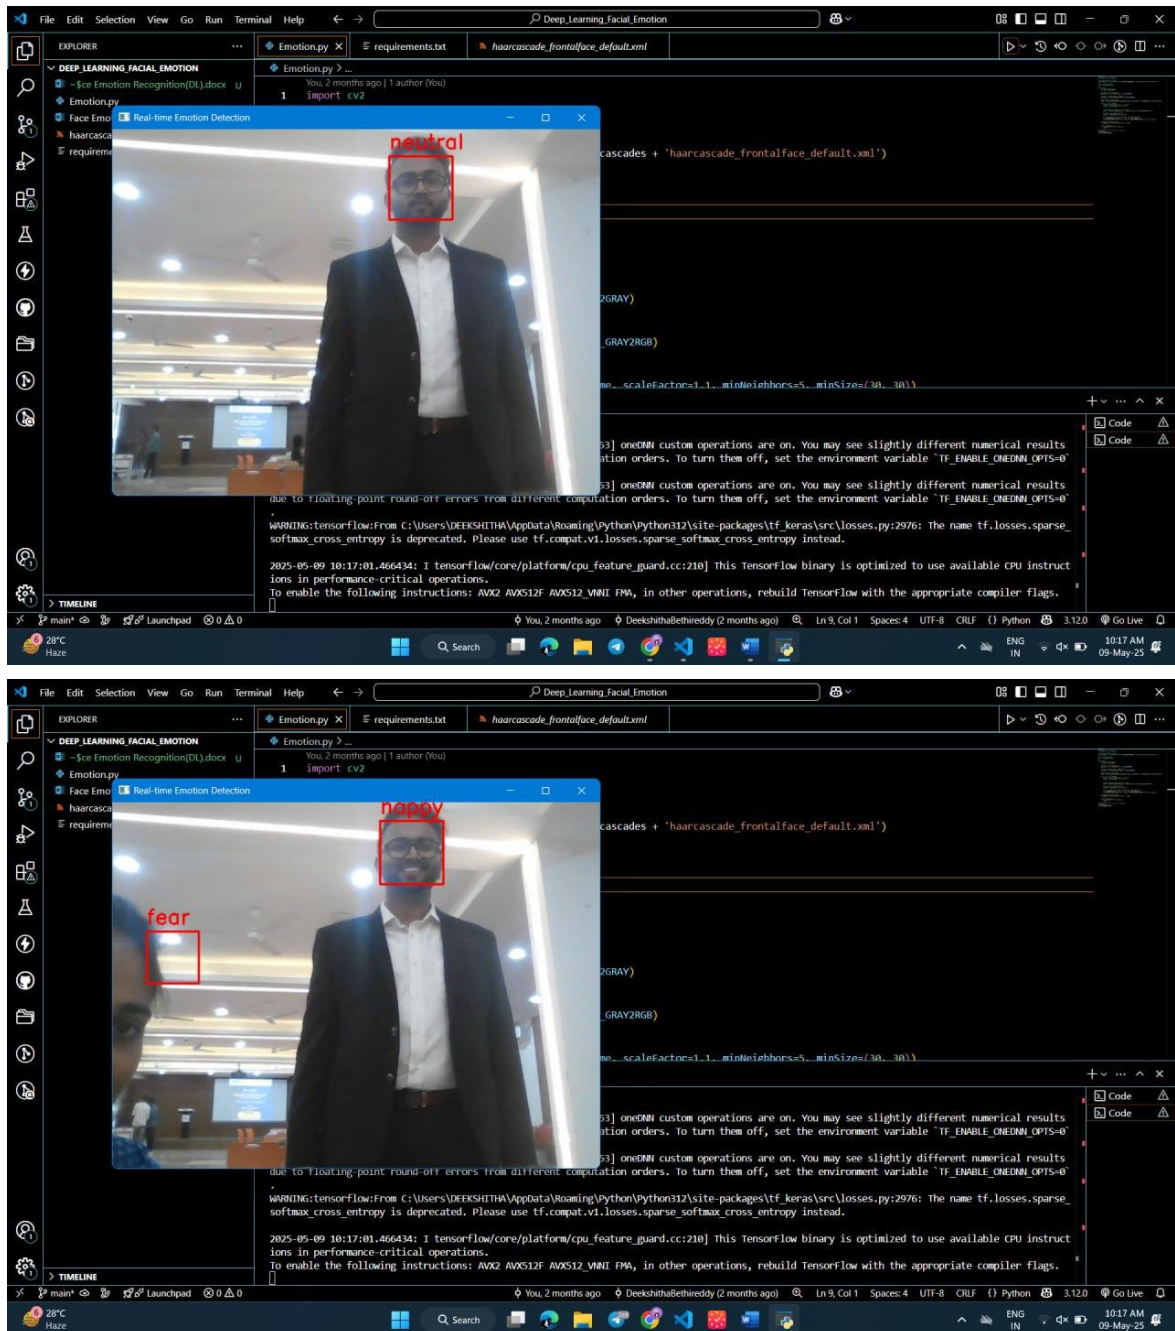 File Edit Selection View Go Run Terminal Help
Deep_Learning_Facial_Emotion
EXPLORER
Emotion.py
requirements.txt
haarcascade_frontalface_default.xml
DEEP_LEARNING_FACIAL_EMOTION
~$ce Emotion Recognition(DL).docx U
Emotion.py
Face Emo
haarcasca
requireme
Emotion.py > ...
You, 2 months ago | 1 author (You)
1 import cv2
Real-time Emotion Detection
neutral
cascades + 'haarcascade_frontalface_default.xml')
2GRAY)
_GRAY2RGB)
me, scaleFactor=1.1, minNeighbors=5, minSize=(30, 30))
Code
Code
53] oneDNN custom operations are on. You may see slightly different numerical results
ation orders. To turn them off, set the environment variable `TF_ENABLE_ONEDNN_OPTS=0`
53] oneDNN custom operations are on. You may see slightly different numerical results
due to floating-point round-off errors from different computation orders. To turn them off, set the environment variable `TF_ENABLE_ONEDNN_OPTS=0`
.
WARNING:tensorflow:From C:\Users\DEEKSHITHA\AppData\Roaming\Python\Python312\site-packages\tf_keras\src\losses.py:2976: The name tf.losses.sparse_
softmax_cross_entropy is deprecated. Please use tf.compat.v1.losses.sparse_softmax_cross_entropy instead.
2025-05-09 10:17:01.466434: I tensorflow/core/platform/cpu_feature_guard.cc:210] This TensorFlow binary is optimized to use available CPU instruct
ions in performance-critical operations.
To enable the following instructions: AVX2 AVX512F AVX512_VNNI FMA, in other operations, rebuild TensorFlow with the appropriate compiler flags.
TIMELINE
main* Launchpad 0 0 You, 2 months ago DeekshithaBethireddy (2 months ago) Ln 9, Col 1 Spaces: 4 UTF-8 CRLF {} Python 3.12.0 Go Live
6 28°C
Haze
Search
ENG
IN
10:17 AM
09-May-25
File Edit Selection View Go Run Terminal Help
Deep_Learning_Facial_Emotion
EXPLORER
Emotion.py
requirements.txt
haarcascade_frontalface_default.xml
DEEP_LEARNING_FACIAL_EMOTION
~$ce Emotion Recognition(DL).docx U
Emotion.py
Face Emo
haarcasca
requireme
Emotion.py > ...
You, 2 months ago | 1 author (You)
1 import cv2
Real-time Emotion Detection
happy
fear
cascades + 'haarcascade_frontalface_default.xml')
2GRAY)
_GRAY2RGB)
me, scaleFactor=1.1, minNeighbors=5, minSize=(30, 30))
Code
Code
53] oneDNN custom operations are on. You may see slightly different numerical results
ation orders. To turn them off, set the environment variable `TF_ENABLE_ONEDNN_OPTS=0`
53] oneDNN custom operations are on. You may see slightly different numerical results
due to floating-point round-off errors from different computation orders. To turn them off, set the environment variable `TF_ENABLE_ONEDNN_OPTS=0`
.
WARNING:tensorflow:From C:\Users\DEEKSHITHA\AppData\Roaming\Python\Python312\site-packages\tf_keras\src\losses.py:2976: The name tf.losses.sparse_
softmax_cross_entropy is deprecated. Please use tf.compat.v1.losses.sparse_softmax_cross_entropy instead.
2025-05-09 10:17:01.466434: I tensorflow/core/platform/cpu_feature_guard.cc:210] This TensorFlow binary is optimized to use available CPU instruct
ions in performance-critical operations.
To enable the following instructions: AVX2 AVX512F AVX512_VNNI FMA, in other operations, rebuild TensorFlow with the appropriate compiler flags.
TIMELINE
main* Launchpad 0 0 You, 2 months ago DeekshithaBethireddy (2 months ago) Ln 9, Col 1 Spaces: 4 UTF-8 CRLF {} Python 3.12.0 Go Live
6 28°C
Haze
Search
ENG
IN
10:17 AM
09-May-25